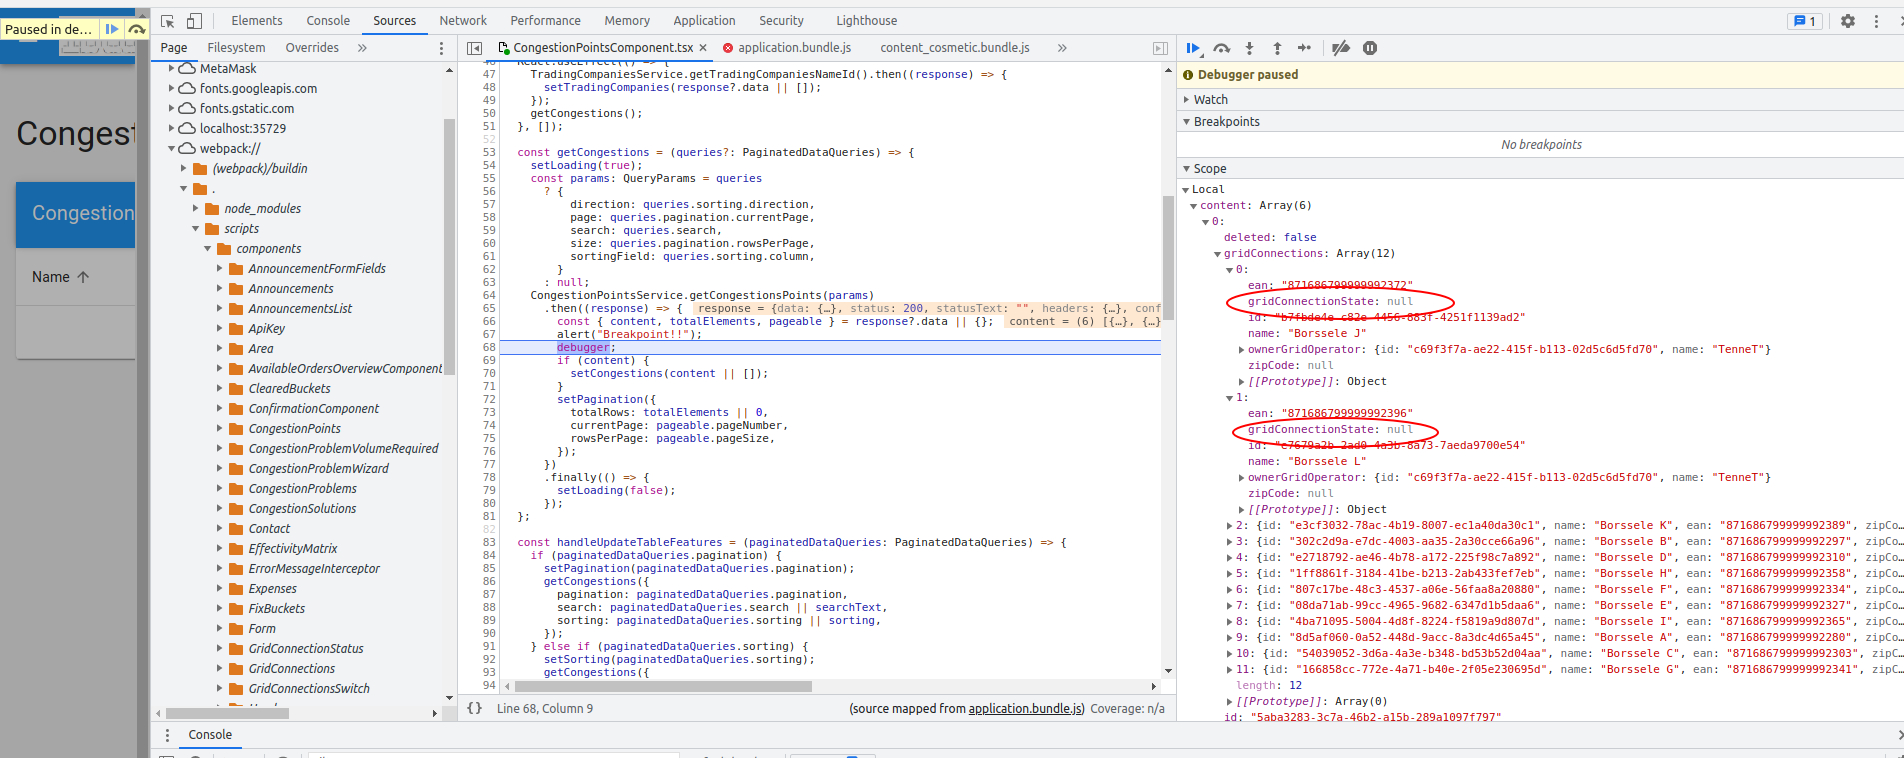 Paused in de...
Elements Console Sources Network Performance Memory Application Security Lighthouse 1
Page Filesystem Overrides »
CongestionPointsComponent.tsx × application.bundle.js content_cosmetic.bundle.js »
Congest
Congestion
Name ↑
MetaMask
fonts.googleapis.com
fonts.gstatic.com
localhost:35729
webpack://
(webpack)/buildin
.
node_modules
scripts
components
AnnouncementFormFields
Announcements
AnnouncementsList
ApiKey
Area
AvailableOrdersOverviewComponent
ClearedBuckets
ConfirmationComponent
CongestionPoints
CongestionProblemVolumeRequired
CongestionProblemWizard
CongestionProblems
CongestionSolutions
Contact
EffectivityMatrix
ErrorMessageInterceptor
Expenses
FixBuckets
Form
GridConnectionStatus
GridConnections
GridConnectionsSwitch
46 React.useEffect(() => {
47 TradingCompaniesService.getTradingCompaniesNameId().then((response) => {
48 setTradingCompanies(response?.data || []);
49 });
50 getCongestions();
51 }, []);
52
53 const getCongestions = (queries?: PaginatedDataQueries) => {
54 setLoading(true);
55 const params: QueryParams = queries
56 ? {
57 direction: queries.sorting.direction,
58 page: queries.pagination.currentPage,
59 search: queries.search,
60 size: queries.pagination.rowsPerPage,
61 sortingField: queries.sorting.column,
62 }
63 : null;
64 CongestionPointsService.getCongestionsPoints(params)
65 .then((response) => { response = {data: {…}, status: 200, statusText: "", headers: {…}, conf
66 const { content, totalElements, pageable } = response?.data || {}; content = (6) [{…}, {…}
67 alert("Breakpoint!!");
68 debugger;
69 if (content) {
70 setCongestions(content || []);
71 }
72 setPagination({
73 totalRows: totalElements || 0,
74 currentPage: pageable.pageNumber,
75 rowsPerPage: pageable.pageSize,
76 });
77 })
78 .finally(() => {
79 setLoading(false);
80 });
81 };
82
83 const handleUpdateTableFeatures = (paginatedDataQueries: PaginatedDataQueries) => {
84 if (paginatedDataQueries.pagination) {
85 setPagination(paginatedDataQueries.pagination);
86 getCongestions({
87 pagination: paginatedDataQueries.pagination,
88 search: paginatedDataQueries.search || searchText,
89 sorting: paginatedDataQueries.sorting || sorting,
90 });
91 } else if (paginatedDataQueries.sorting) {
92 setSorting(paginatedDataQueries.sorting);
93 getCongestions({
94
{} Line 68, Column 9 (source mapped from application.bundle.js) Coverage: n/a
Debugger paused
Watch
Breakpoints
No breakpoints
Scope
Local
content: Array(6)
0:
deleted: false
gridConnections: Array(12)
0:
ean: "871686799999992372"
gridConnectionState: null
id: "b7fbde4e-c82e-4456-883f-4251f1139ad2"
name: "Borssele J"
ownerGridOperator: {id: "c69f3f7a-ae22-415f-b113-02d5c6d5fd70", name: "TenneT"}
zipCode: null
[[Prototype]]: Object
1:
ean: "871686799999992396"
gridConnectionState: null
id: "e7679a2b-2ad0-4a3b-8a73-7aeda9700e54"
name: "Borssele L"
ownerGridOperator: {id: "c69f3f7a-ae22-415f-b113-02d5c6d5fd70", name: "TenneT"}
zipCode: null
[[Prototype]]: Object
2: {id: "e3cf3032-78ac-4b19-8007-ec1a40da30c1", name: "Borssele K", ean: "871686799999992389", zipCo…
3: {id: "302c2d9a-e7dc-4003-aa35-2a30cce66a96", name: "Borssele B", ean: "871686799999992297", zipCo…
4: {id: "e2718792-ae46-4b78-a172-225f98c7a892", name: "Borssele D", ean: "871686799999992310", zipCo…
5: {id: "1ff8861f-3184-41be-b213-2ab433fef7eb", name: "Borssele H", ean: "871686799999992358", zipCo…
6: {id: "807c17be-48c3-4537-a06e-56faa8a20880", name: "Borssele F", ean: "871686799999992334", zipCo…
7: {id: "08da71ab-99cc-4965-9682-6347d1b5daa6", name: "Borssele E", ean: "871686799999992327", zipCo…
8: {id: "4ba71095-5004-4d8f-8224-f5819a9d807d", name: "Borssele I", ean: "871686799999992365", zipCo…
9: {id: "8d5af060-0a52-448d-9acc-8a3dc4d65a45", name: "Borssele A", ean: "871686799999992280", zipCo…
10: {id: "54039052-3d6a-4a3e-b348-bd53b52d04aa", name: "Borssele C", ean: "871686799999992303", zipCo…
11: {id: "166858cc-772e-4a71-b40e-2f05e230695d", name: "Borssele G", ean: "871686799999992341", zipCo…
length: 12
[[Prototype]]: Array(0)
id: "5aba3283-3c7a-46b2-a15b-289a1097f797"
Console